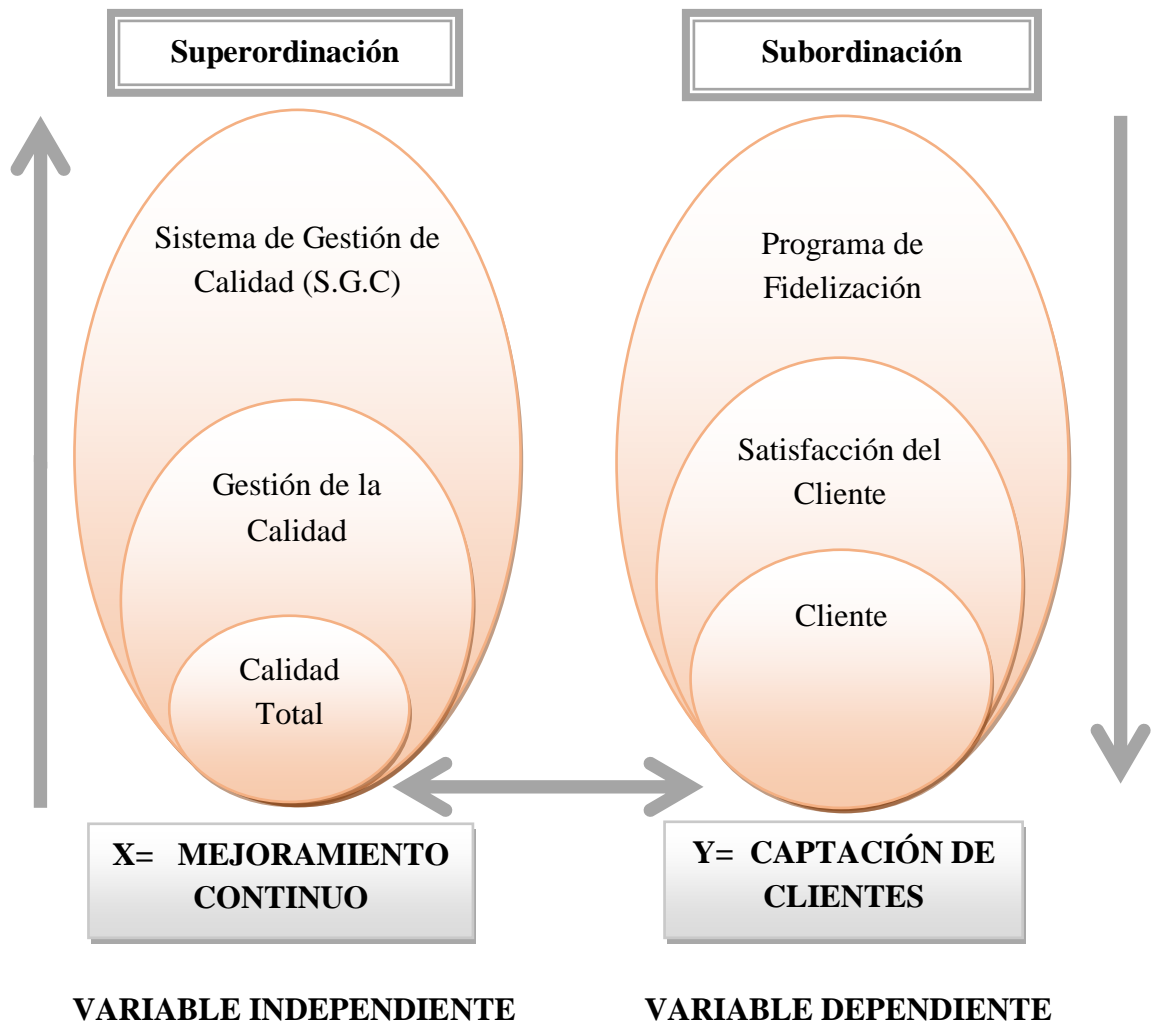 Superordinación
Subordinación
Sistema de Gestión de
Calidad (S.G.C)
Gestión de la
Calidad
Calidad
Total
Programa de
Fidelización
Satisfacción del
Cliente
Cliente
X= MEJORAMIENTO
CONTINUO
Y= CAPTACIÓN DE
CLIENTES
VARIABLE INDEPENDIENTE
VARIABLE DEPENDIENTE